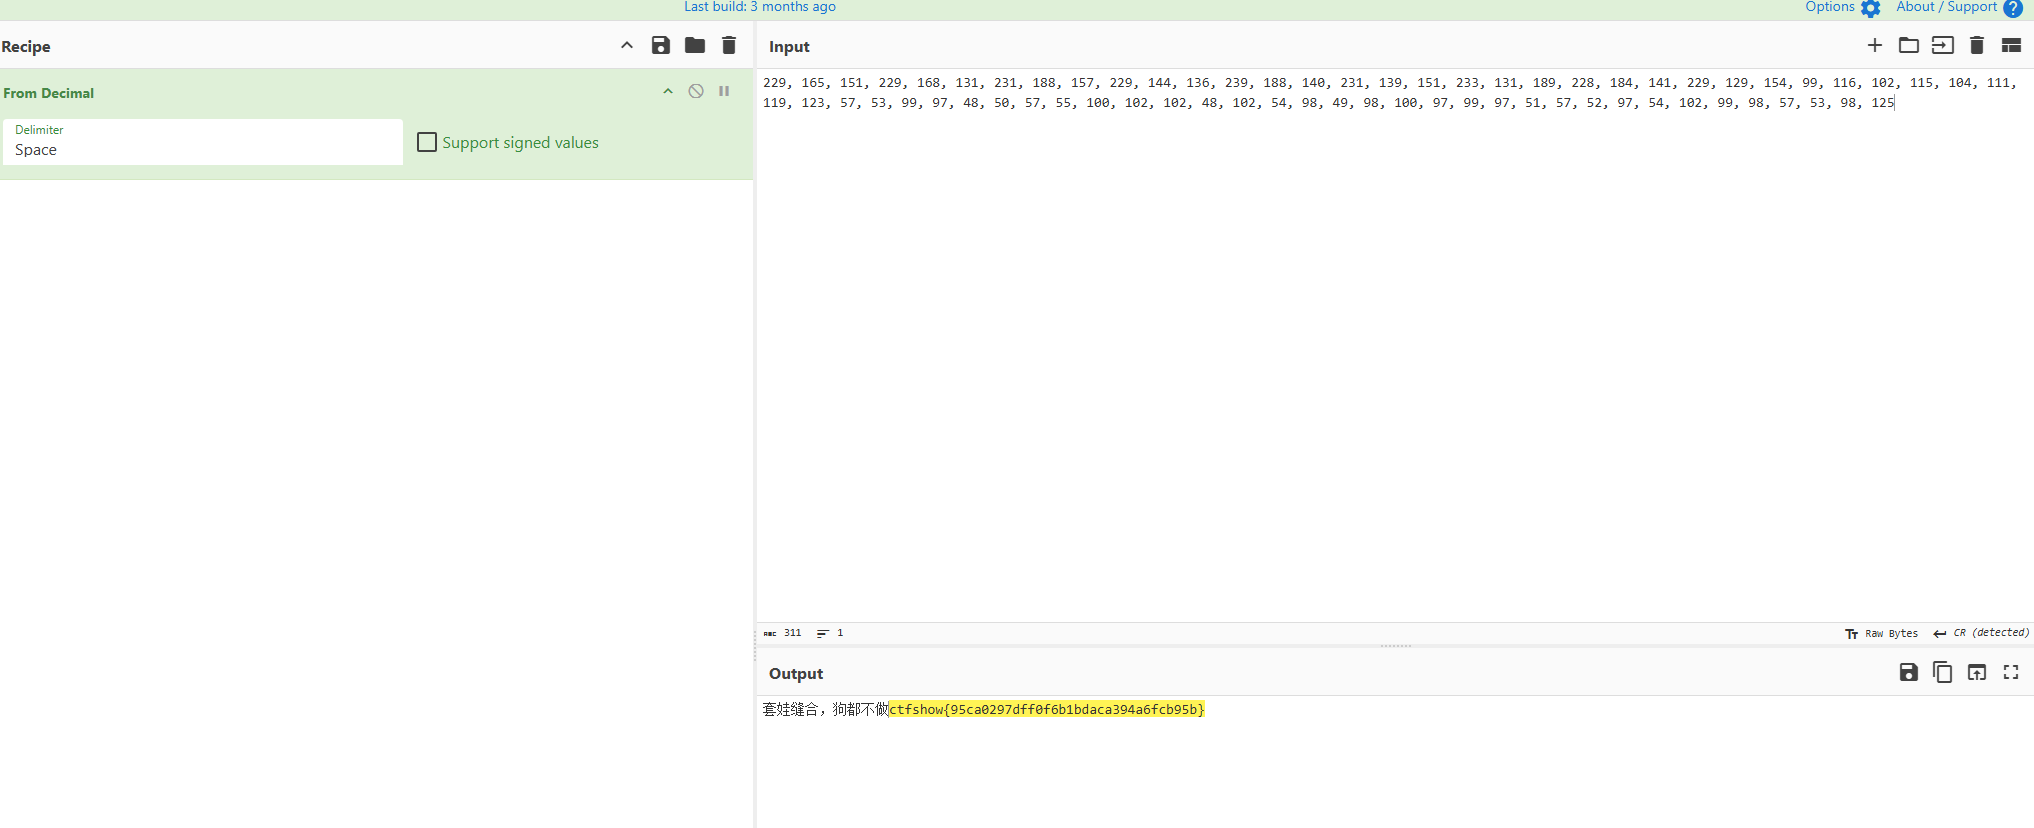 Last build: 3 months ago
Options
About / Support
Recipe
Input
From Decimal
Delimiter
Space
Support signed values
229, 165, 151, 229, 168, 131, 231, 188, 157, 229, 144, 136, 239, 188, 140, 231, 139, 151, 233, 131, 189, 228, 184, 141, 229, 129, 154, 99, 116, 102, 115, 104, 111,
119, 123, 57, 53, 99, 97, 48, 50, 57, 55, 100, 102, 102, 48, 102, 54, 98, 49, 98, 100, 97, 99, 97, 51, 57, 52, 97, 54, 102, 99, 98, 57, 53, 98, 125
ABC 311
1
Tт Raw Bytes
CR (detected)
Output
套娃缝合，狗都不做ctfshow{95ca0297dff0f6b1bdaca394a6fcb95b}